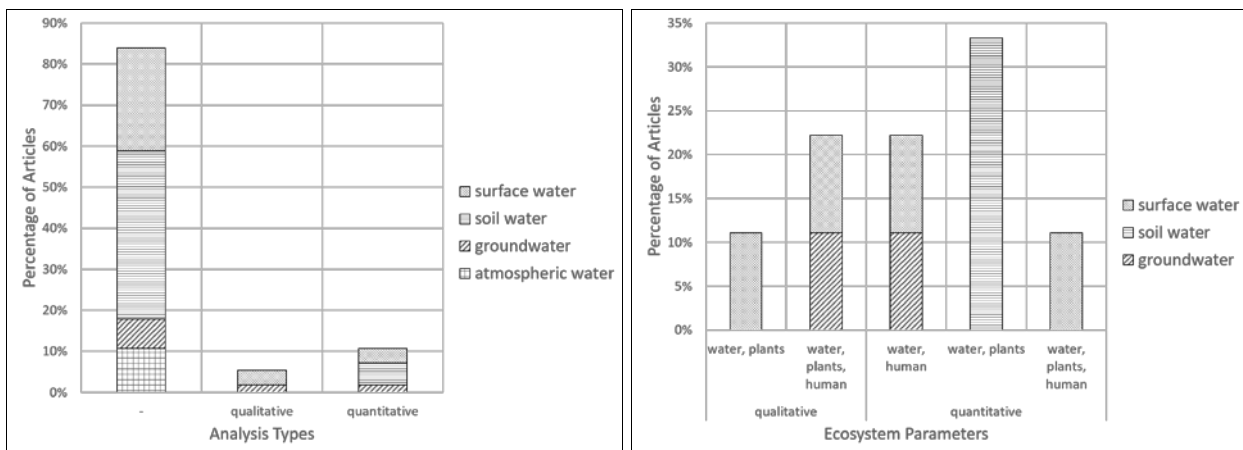 90%
80%
70%
60%
50%
40%
30%
20%
10%
0%
Percentage of Articles
-
qualitative
quantitative
Analysis Types
surface water
soil water
groundwater
atmospheric water
35%
30%
25%
20%
15%
10%
5%
0%
Percentage of Articles
water, plants
water, plants, human
water, human
water, plants
water, plants, human
qualitative
quantitative
Ecosystem Parameters
surface water
soil water
groundwater